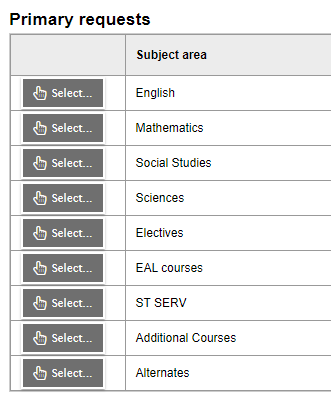 Primary requests
Subject area
Select... English
Select... Mathematics
Select... Social Studies
Select... Sciences
Select... Electives
Select... EAL courses
Select... ST SERV
Select... Additional Courses
Select... Alternates